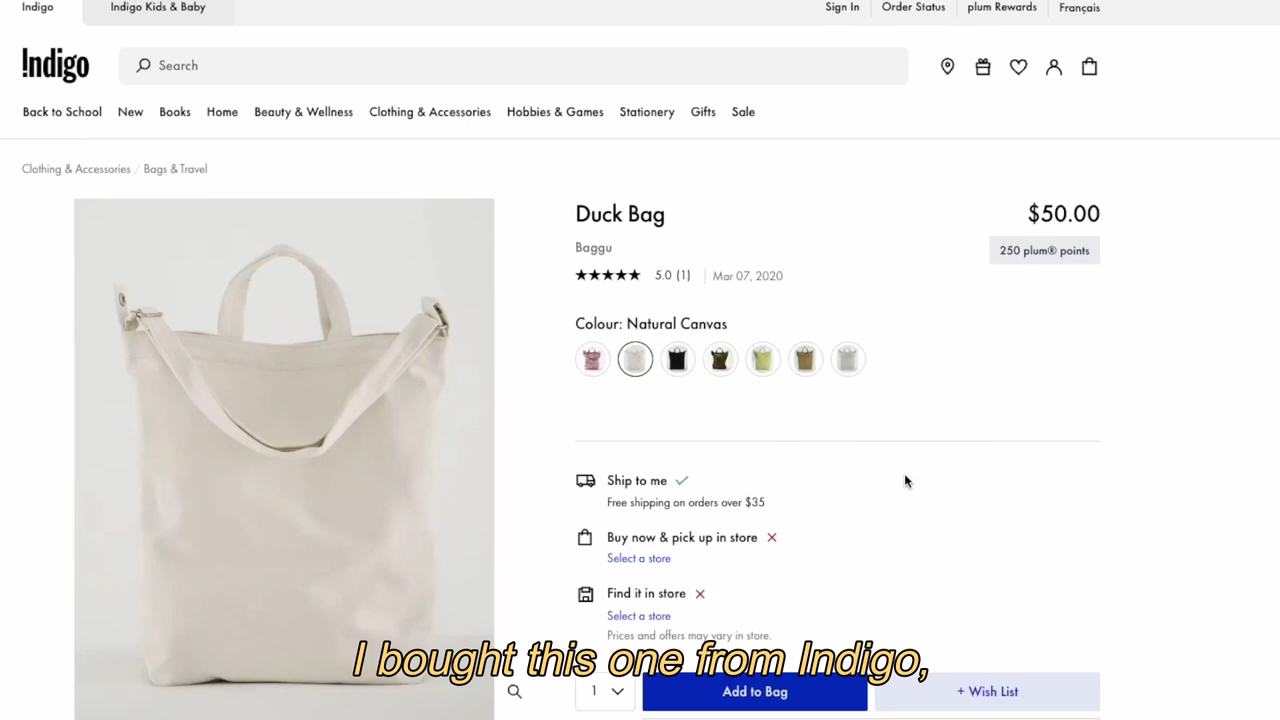 Indigo
Indigo Kids & Baby
Sign In
Order Status
plum Rewards
Français
!ndigo
Search
Back to School
New
Books
Home
Beauty & Wellness
Clothing & Accessories
Hobbies & Games
Stationery
Gifts
Sale
Clothing & Accessories / Bags & Travel
Duck Bag
$50.00
Baggu
250 plum® points
★★★★★ 5.0 (1)
Mar 07, 2020
Colour: Natural Canvas
Ship to me
Free shipping on orders over $35
Buy now & pick up in store
Select a store
Find it in store
Select a store
Prices and offers may vary in store.
I bought this one from Indigo,
1
Add to Bag
+ Wish List